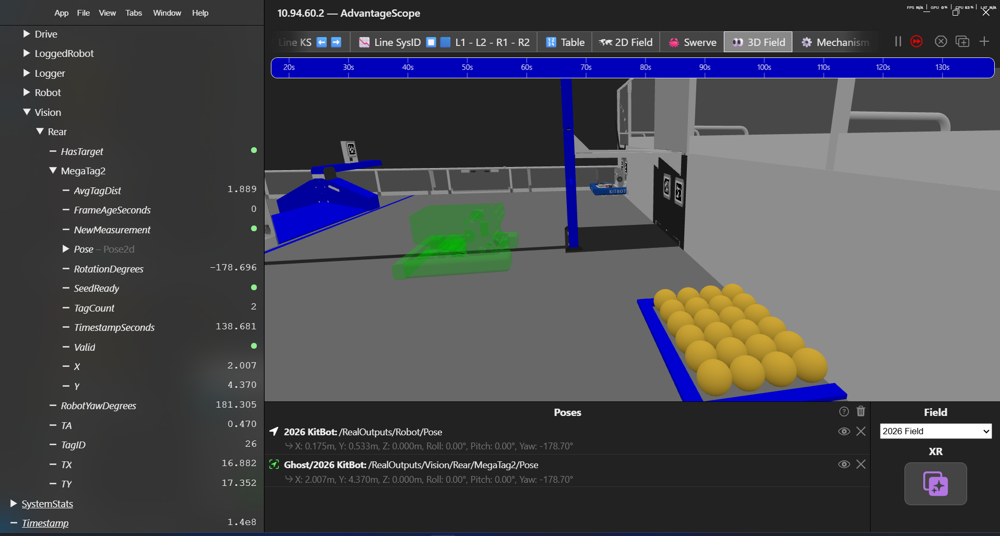 App File View Tabs Window Help
Drive
LoggedRobot
Logger
Robot
Vision
Rear
HasTarget
MegaTag2
AvgTagDist 1.889
FrameAgeSeconds 0
NewMeasurement
Pose – Pose2d
RotationDegrees -178.696
SeedReady
TagCount 2
TimestampSeconds 138.681
Valid
X 2.007
Y 4.370
RobotYawDegrees 181.305
TA 0.470
TagID 26
TX 16.882
TY 17.352
SystemStats
Timestamp 1.4e8
10.94.60.2 — AdvantageScope
FPS N/A | GPU 0% | CPU 63% | LAT N/A
Line KS ⬅️ ➡️ Line SysID L1 - L2 - R1 - R2 Table 2D Field Swerve 3D Field Mechanism
20s 30s 40s 50s 60s 70s 80s 90s 100s 110s 120s 130s
KITBOT
Poses
2026 KitBot: /RealOutputs/Robot/Pose
X: 0.175m, Y: 0.533m, Z: 0.000m, Roll: 0.00°, Pitch: 0.00°, Yaw: -178.70°
Ghost/2026 KitBot: /RealOutputs/Vision/Rear/MegaTag2/Pose
X: 2.007m, Y: 4.370m, Z: 0.000m, Roll: 0.00°, Pitch: 0.00°, Yaw: -178.70°
Field
2026 Field
XR